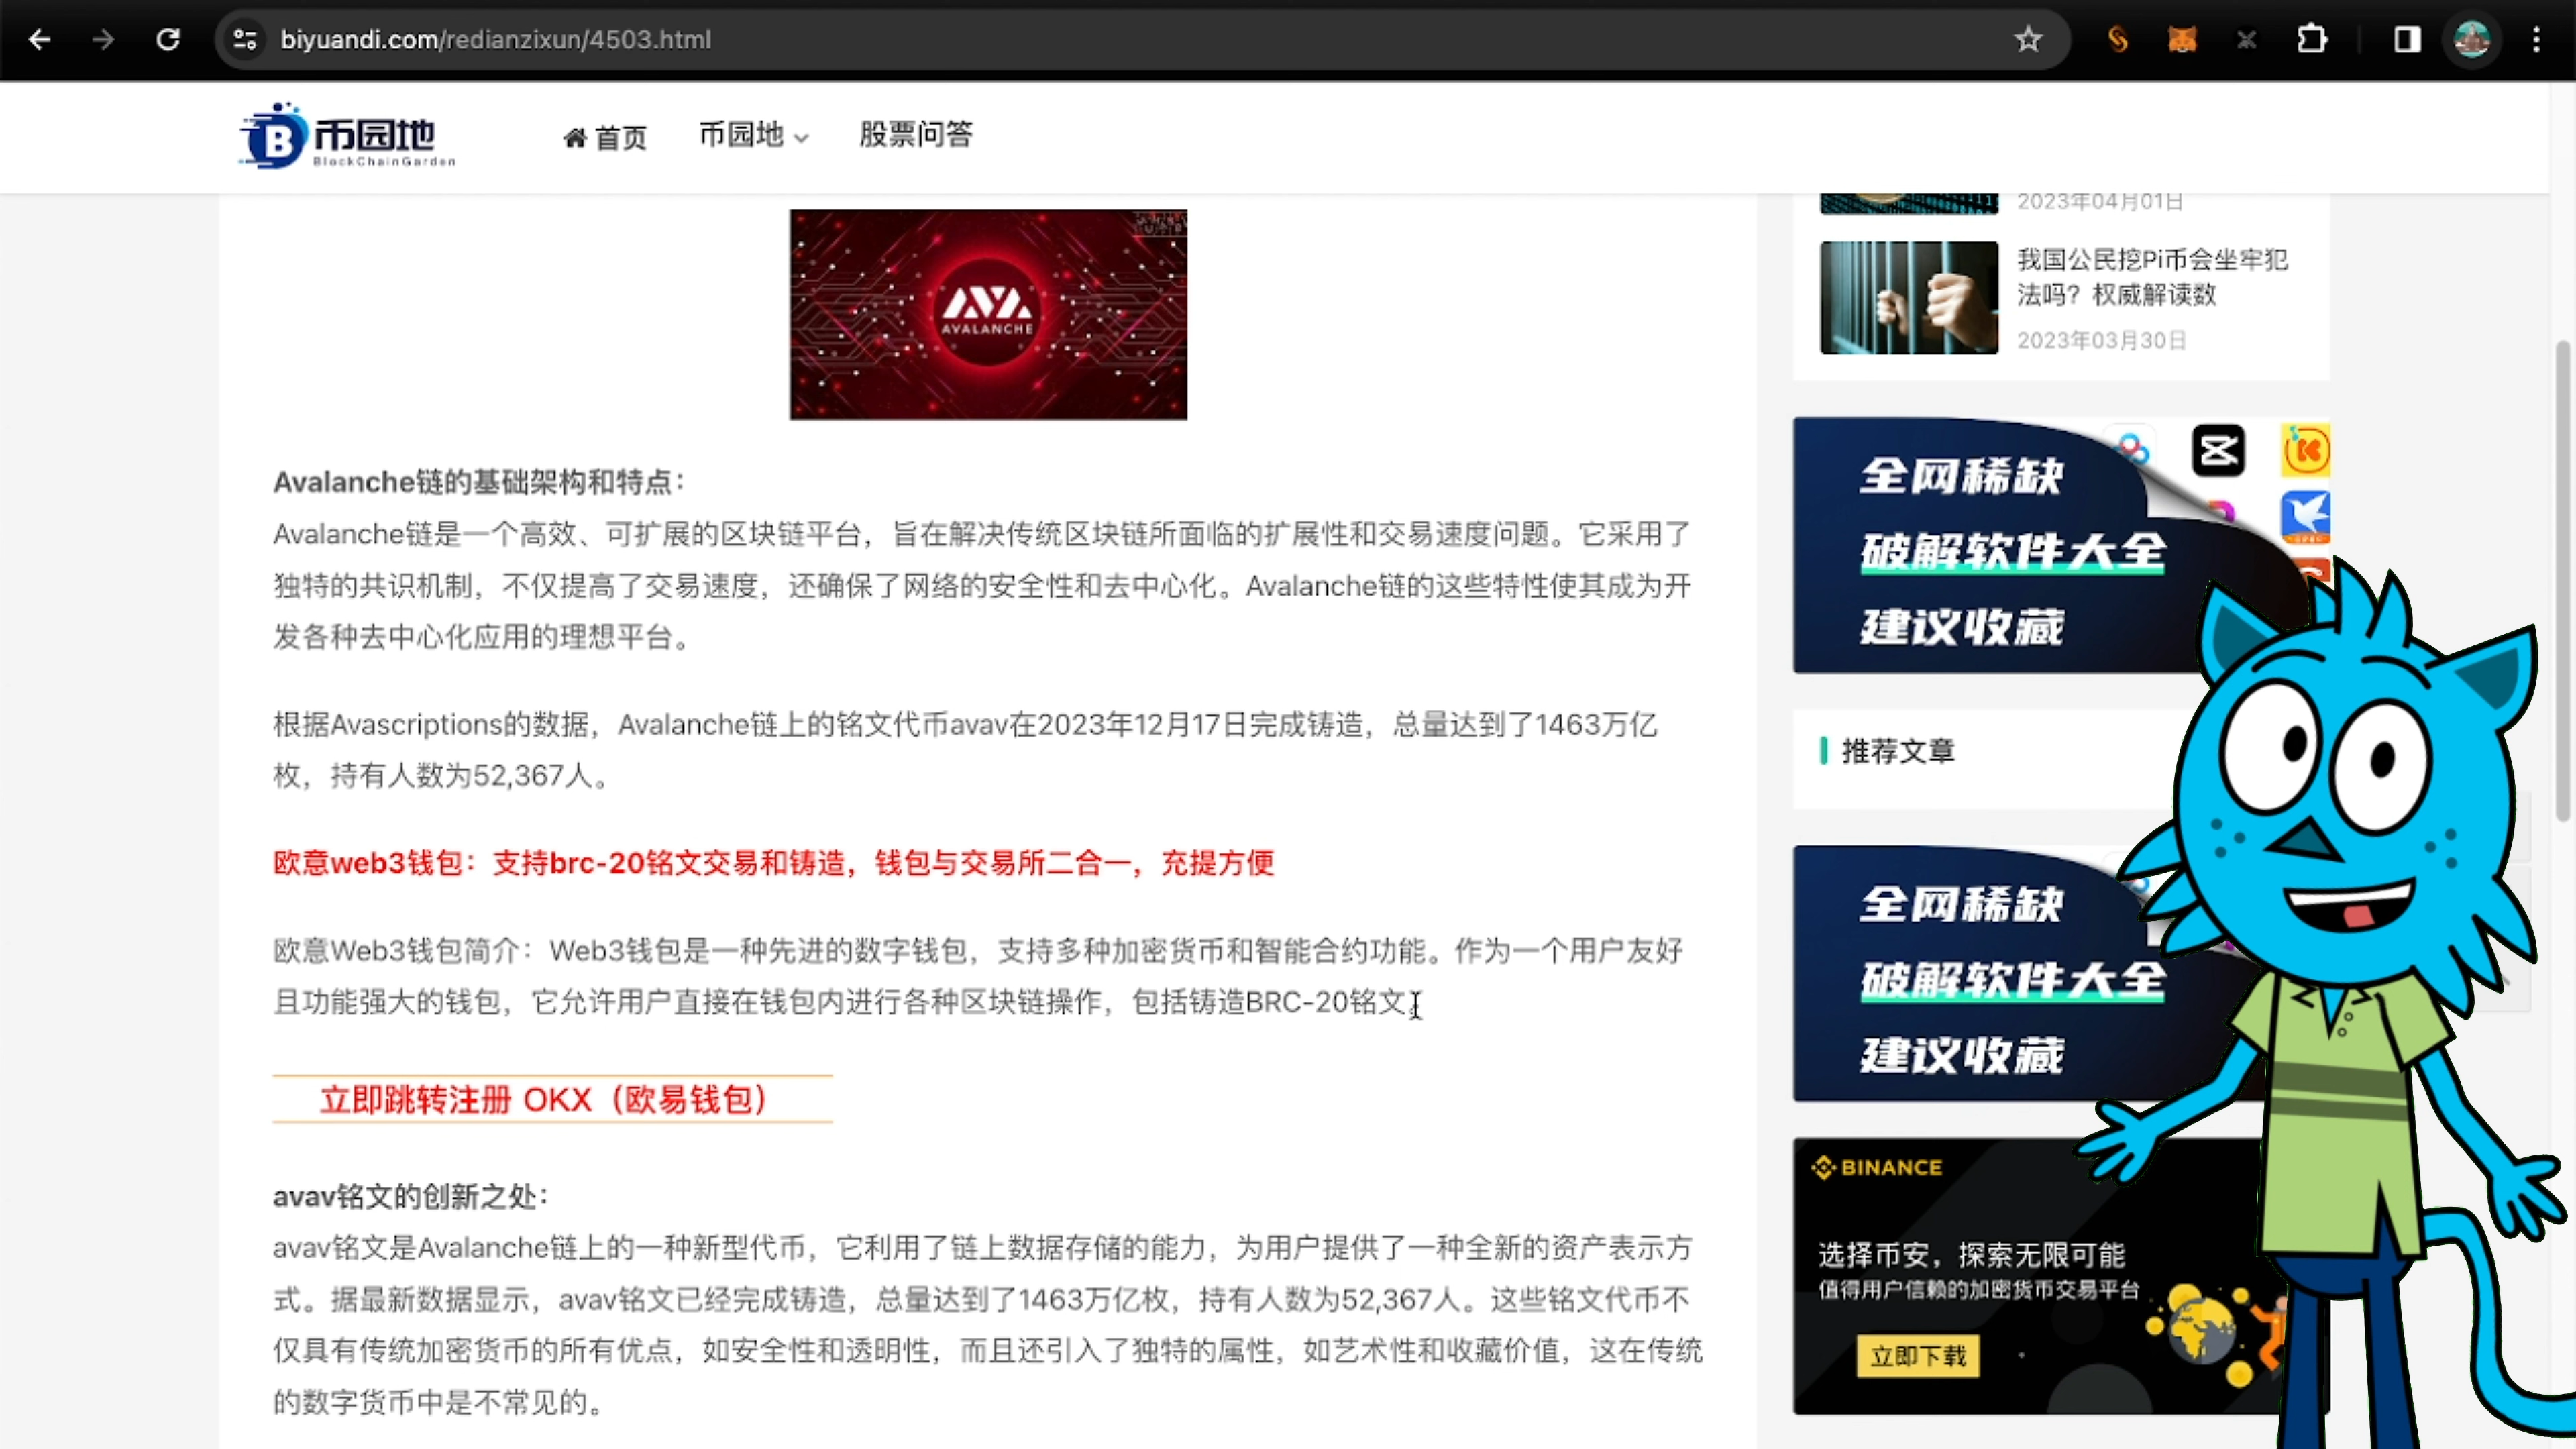 biyuandi.com/redianzixun/4503.html
B 币园地
BlockChainGarden
首页
币园地
股票问答
AVALANCHE
Avalanche链的基础架构和特点：
Avalanche链是一个高效、可扩展的区块链平台，旨在解决传统区块链所面临的扩展性和交易速度问题。它采用了
独特的共识机制，不仅提高了交易速度，还确保了网络的安全性和去中心化。Avalanche链的这些特性使其成为开
发各种去中心化应用的理想平台。
根据Avascriptions的数据，Avalanche链上的铭文代币avav在2023年12月17日完成铸造，总量达到了1463万亿
枚，持有人数为52,367人。
欧意web3钱包：支持brc-20铭文交易和铸造，钱包与交易所二合一，充提方便
欧意Web3钱包简介：Web3钱包是一种先进的数字钱包，支持多种加密货币和智能合约功能。作为一个用户友好
且功能强大的钱包，它允许用户直接在钱包内进行各种区块链操作，包括铸造BRC-20铭文。
立即跳转注册 OKX（欧易钱包）
avav铭文的创新之处：
avav铭文是Avalanche链上的一种新型代币，它利用了链上数据存储的能力，为用户提供了一种全新的资产表示方
式。据最新数据显示，avav铭文已经完成铸造，总量达到了1463万亿枚，持有人数为52,367人。这些铭文代币不
仅具有传统加密货币的所有优点，如安全性和透明性，而且还引入了独特的属性，如艺术性和收藏价值，这在传统
的数字货币中是不常见的。
2023年04月01日
我国公民挖Pi币会坐牢犯
法吗？权威解读数
2023年03月30日
全网稀缺
破解软件大全
建议收藏
推荐文章
全网稀缺
破解软件大全
建议收藏
BINANCE
选择币安，探索无限可能
值得用户信赖的加密货币交易平台
立即下载